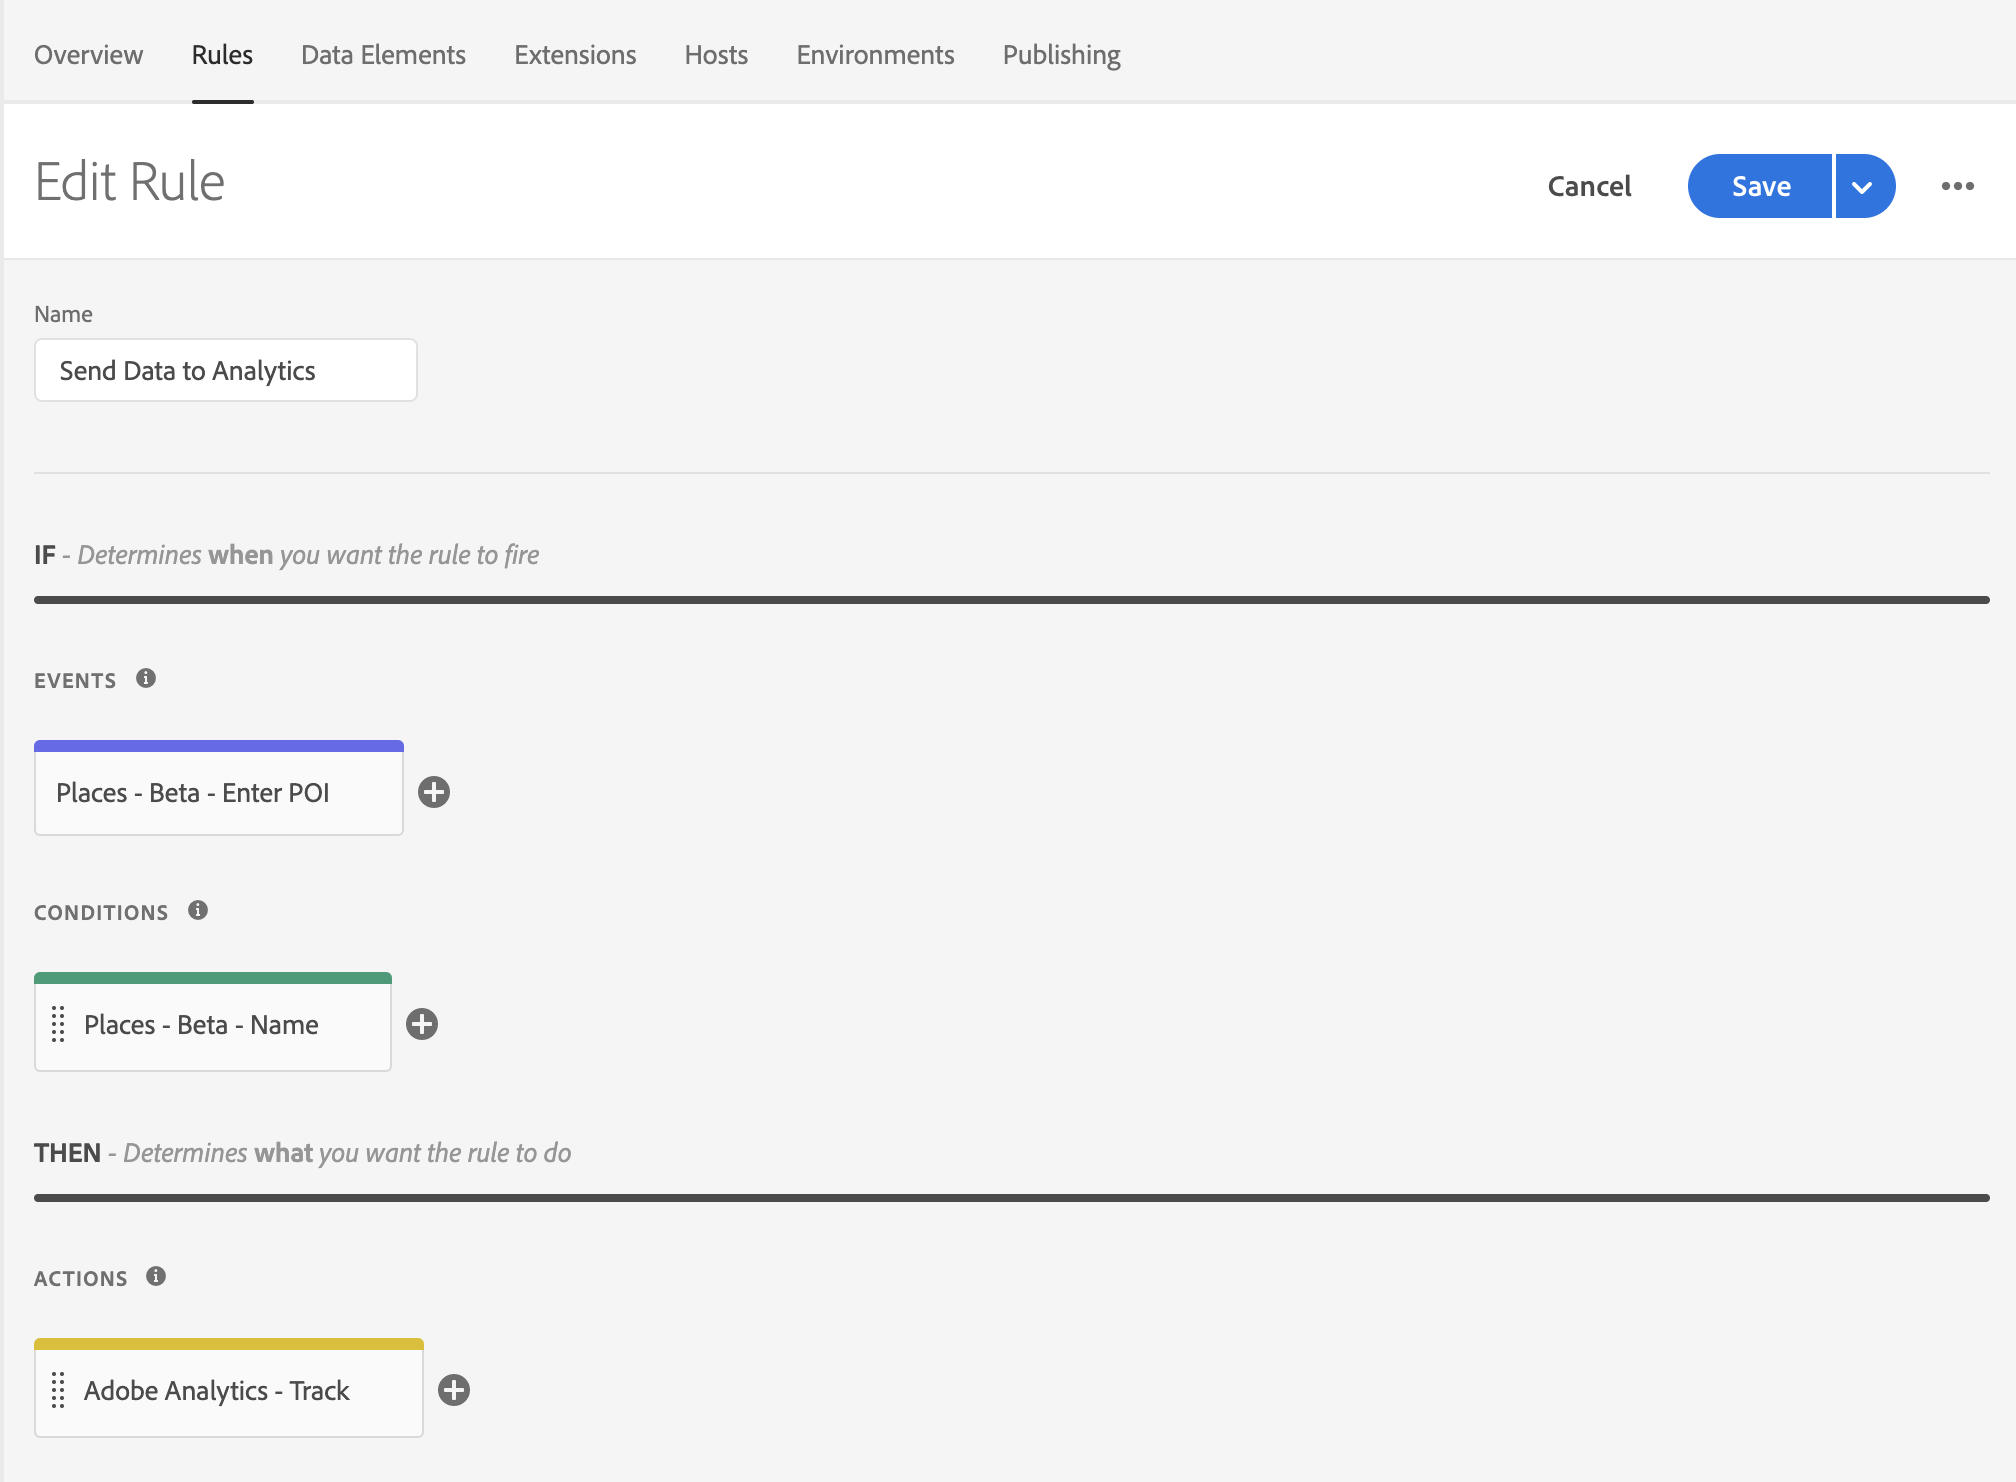 Overview Rules Data Elements Extensions Hosts Environments Publishing
Edit Rule
Cancel Save
Name
Send Data to Analytics
IF - Determines when you want the rule to fire
EVENTS
Places - Beta - Enter POI
CONDITIONS
Places - Beta - Name
THEN - Determines what you want the rule to do
ACTIONS
Adobe Analytics - Track